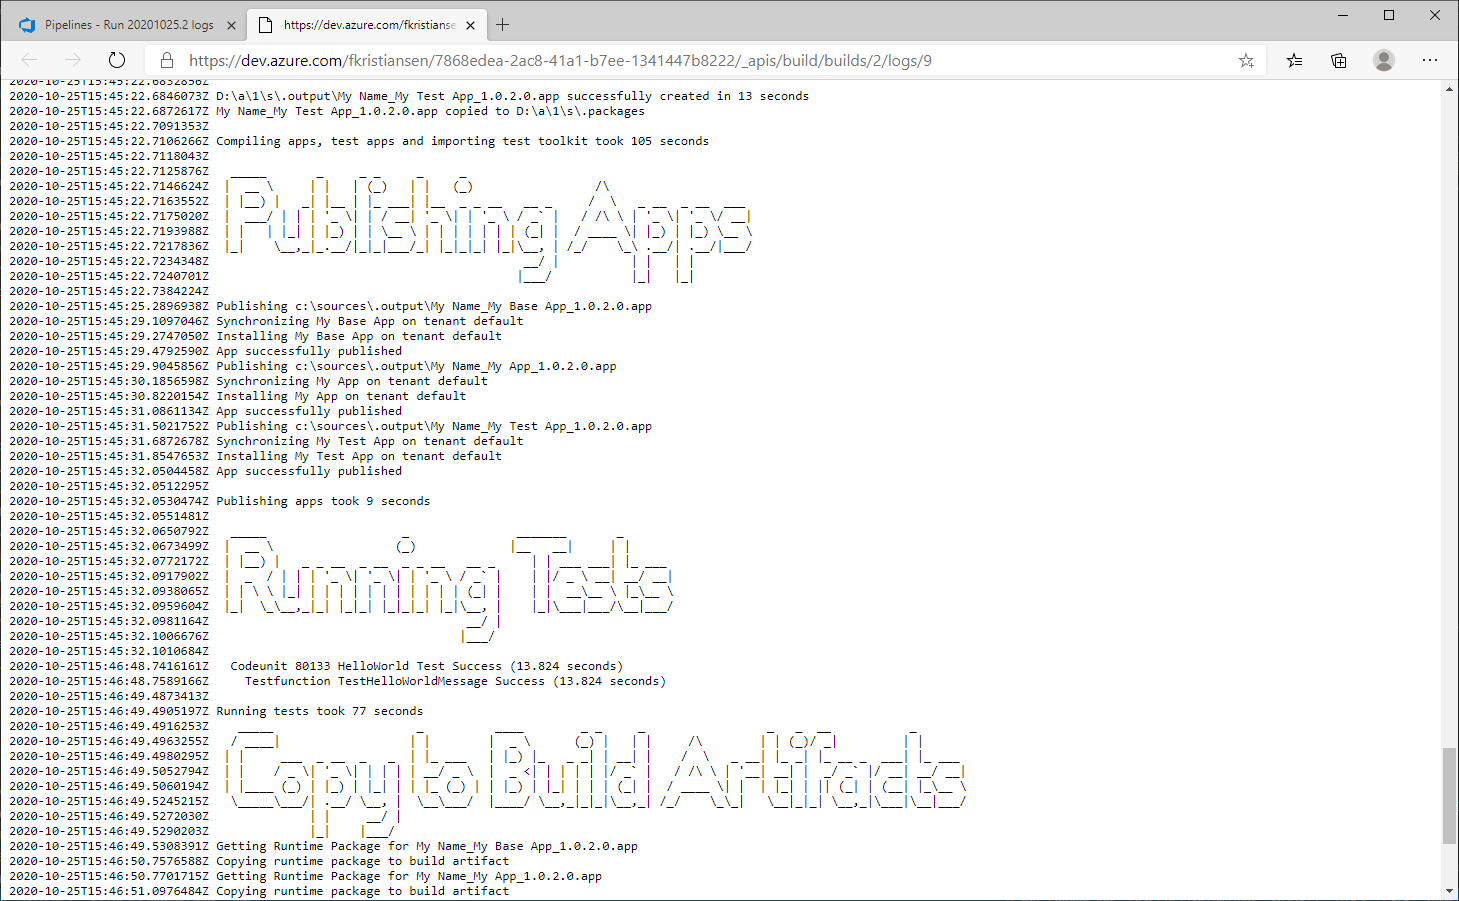 Pipelines - Run 20201025.2 logs
https://dev.azure.com/fkristianse
https://dev.azure.com/fkristiansen/7868edea-2ac8-41a1-b7ee-1341447b8222/_apis/build/builds/2/logs/9
2020-10-25T15:45:22.6832856Z
2020-10-25T15:45:22.6846073Z D:\a\1\s\.output\My Name_My Test App_1.0.2.0.app successfully created in 13 seconds
2020-10-25T15:45:22.6872617Z My Name_My Test App_1.0.2.0.app copied to D:\a\1\s\.packages
2020-10-25T15:45:22.7091353Z
2020-10-25T15:45:22.7106266Z Compiling apps, test apps and importing test toolkit took 105 seconds
2020-10-25T15:45:22.7118043Z
2020-10-25T15:45:22.7125876Z
2020-10-25T15:45:22.7146624Z
2020-10-25T15:45:22.7163552Z
2020-10-25T15:45:22.7175020Z Publishing Apps
2020-10-25T15:45:22.7193988Z
2020-10-25T15:45:22.7217836Z
2020-10-25T15:45:22.7234348Z
2020-10-25T15:45:22.7240701Z
2020-10-25T15:45:22.7384224Z
2020-10-25T15:45:25.2896938Z Publishing c:\sources\.output\My Name_My Base App_1.0.2.0.app
2020-10-25T15:45:29.1097046Z Synchronizing My Base App on tenant default
2020-10-25T15:45:29.2747050Z Installing My Base App on tenant default
2020-10-25T15:45:29.4792590Z App successfully published
2020-10-25T15:45:29.9045856Z Publishing c:\sources\.output\My Name_My App_1.0.2.0.app
2020-10-25T15:45:30.1856598Z Synchronizing My App on tenant default
2020-10-25T15:45:30.8220154Z Installing My App on tenant default
2020-10-25T15:45:31.0861134Z App successfully published
2020-10-25T15:45:31.5021752Z Publishing c:\sources\.output\My Name_My Test App_1.0.2.0.app
2020-10-25T15:45:31.6872678Z Synchronizing My Test App on tenant default
2020-10-25T15:45:31.8547653Z Installing My Test App on tenant default
2020-10-25T15:45:32.0504458Z App successfully published
2020-10-25T15:45:32.0512295Z
2020-10-25T15:45:32.0530474Z Publishing apps took 9 seconds
2020-10-25T15:45:32.0551481Z
2020-10-25T15:45:32.0650792Z
2020-10-25T15:45:32.0673499Z
2020-10-25T15:45:32.0772172Z
2020-10-25T15:45:32.0917902Z Running Tests
2020-10-25T15:45:32.0938065Z
2020-10-25T15:45:32.0959604Z
2020-10-25T15:45:32.0981164Z
2020-10-25T15:45:32.1006676Z
2020-10-25T15:45:32.1010684Z
2020-10-25T15:46:48.7416161Z Codeunit 80133 HelloWorld Test Success (13.824 seconds)
2020-10-25T15:46:48.7589166Z Testfunction TestHelloWorldMessage Success (13.824 seconds)
2020-10-25T15:46:49.4873413Z
2020-10-25T15:46:49.4905197Z Running tests took 77 seconds
2020-10-25T15:46:49.4916253Z
2020-10-25T15:46:49.4963255Z
2020-10-25T15:46:49.4980295Z
2020-10-25T15:46:49.5052794Z Copy to Build Artifacts
2020-10-25T15:46:49.5060194Z
2020-10-25T15:46:49.5245215Z
2020-10-25T15:46:49.5272030Z
2020-10-25T15:46:49.5290203Z
2020-10-25T15:46:49.5308391Z Getting Runtime Package for My Name_My Base App_1.0.2.0.app
2020-10-25T15:46:50.7576588Z Copying runtime package to build artifact
2020-10-25T15:46:50.7701715Z Getting Runtime Package for My Name_My App_1.0.2.0.app
2020-10-25T15:46:51.0976484Z Copying runtime package to build artifact